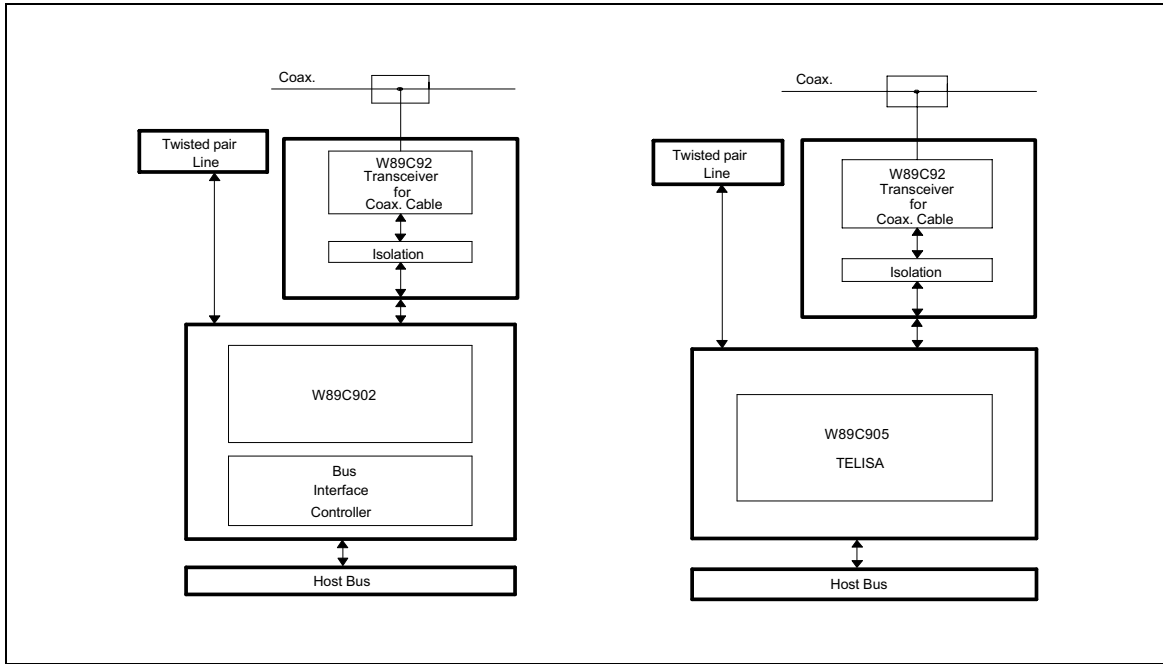 Coax.
Twisted pair
Line
W89C92
Transceiver
for
Coax. Cable
Isolation
W89C902
Bus
Interface
Controller
Host Bus
Coax.
Twisted pair
Line
W89C92
Transceiver
for
Coax. Cable
Isolation
W89C905
TELISA
Host Bus